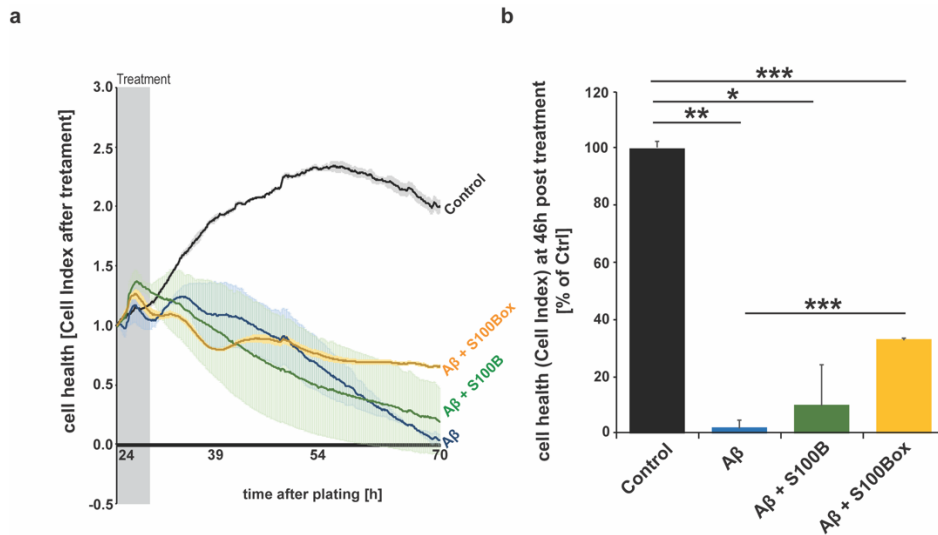 a
b
Treatment
3.0
2.5
2.0
1.5
1.0
0.5
0.0
-0.5
cell health [Cell Index after tretament]
24
39
54
70
time after plating [h]
Control
Aβ + S100Box
Aβ + S100B
Aβ
cell health (Cell Index) at 46h post treatment
[% of Ctrl]
120
100
80
60
40
20
0
***
*
**
***
Control
Aβ
Aβ + S100B
Aβ + S100Box